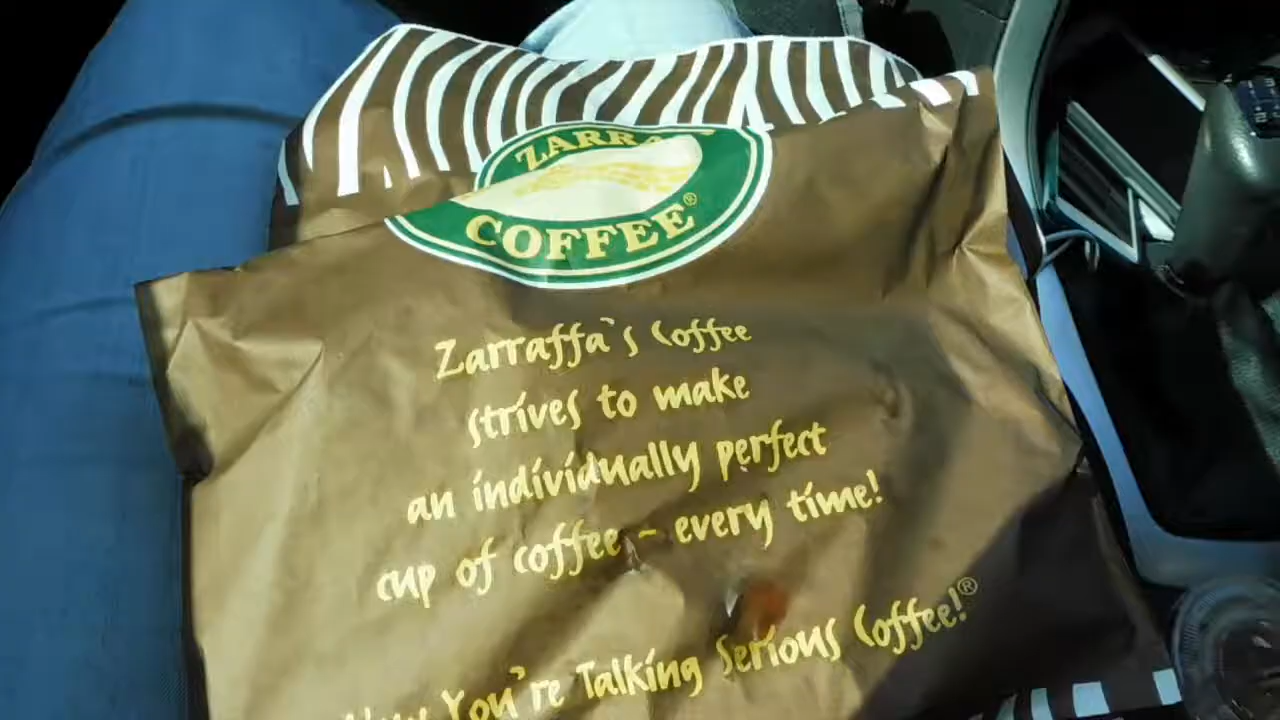 ZARRA
COFFEE®
Zarraffa's Coffee
strives to make
an individually perfect
cup of coffee - every time!
You're Talking Serious Coffee!®